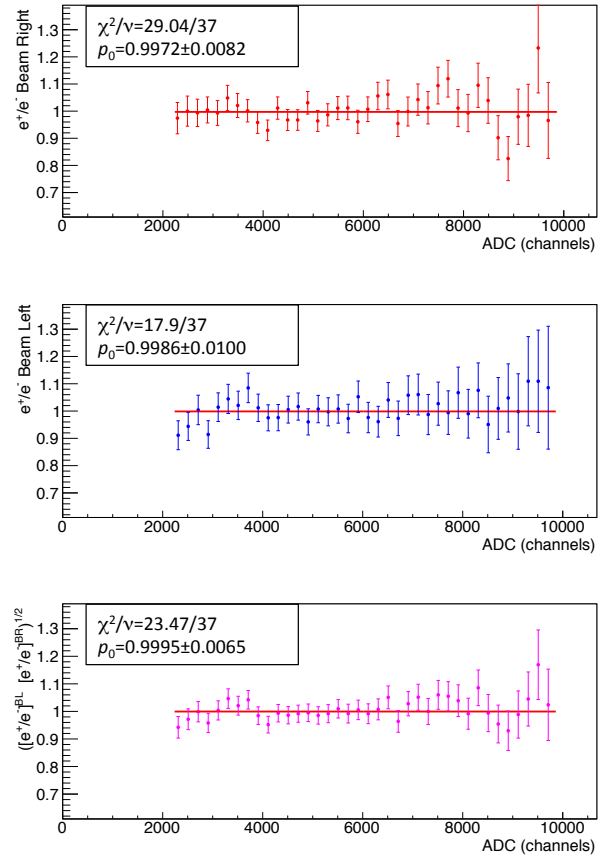 χ²/ν=29.04/37
p₀=0.9972±0.0082
e⁺/e⁻ Beam Right
1.3
1.2
1.1
1
0.9
0.8
0.7
0 2000 4000 6000 8000 10000
ADC (channels)
χ²/ν=17.9/37
p₀=0.9986±0.0100
e⁺/e⁻ Beam Left
1.3
1.2
1.1
1
0.9
0.8
0.7
0 2000 4000 6000 8000 10000
ADC (channels)
χ²/ν=23.47/37
p₀=0.9995±0.0065
([e⁺/e⁻]ᴮᴸ [e⁺/e⁻]ᴮᴿ)¹ᐟ²
1.3
1.2
1.1
1
0.9
0.8
0.7
0 2000 4000 6000 8000 10000
ADC (channels)